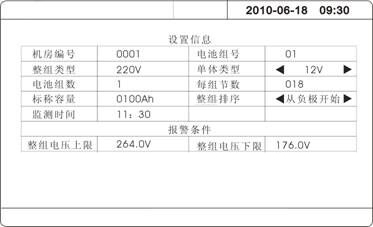 2010-06-18 09:30
设置信息
机房编号 0001 电池组号 01
整组类型 220V 单体类型 ◀ 12V ▶
电池组数 1 每组节数 018
标称容量 0100Ah 整组排序 ◀从负极开始▶
监测时间 11：30
报警条件
整组电压上限 264.0V 整组电压下限 176.0V